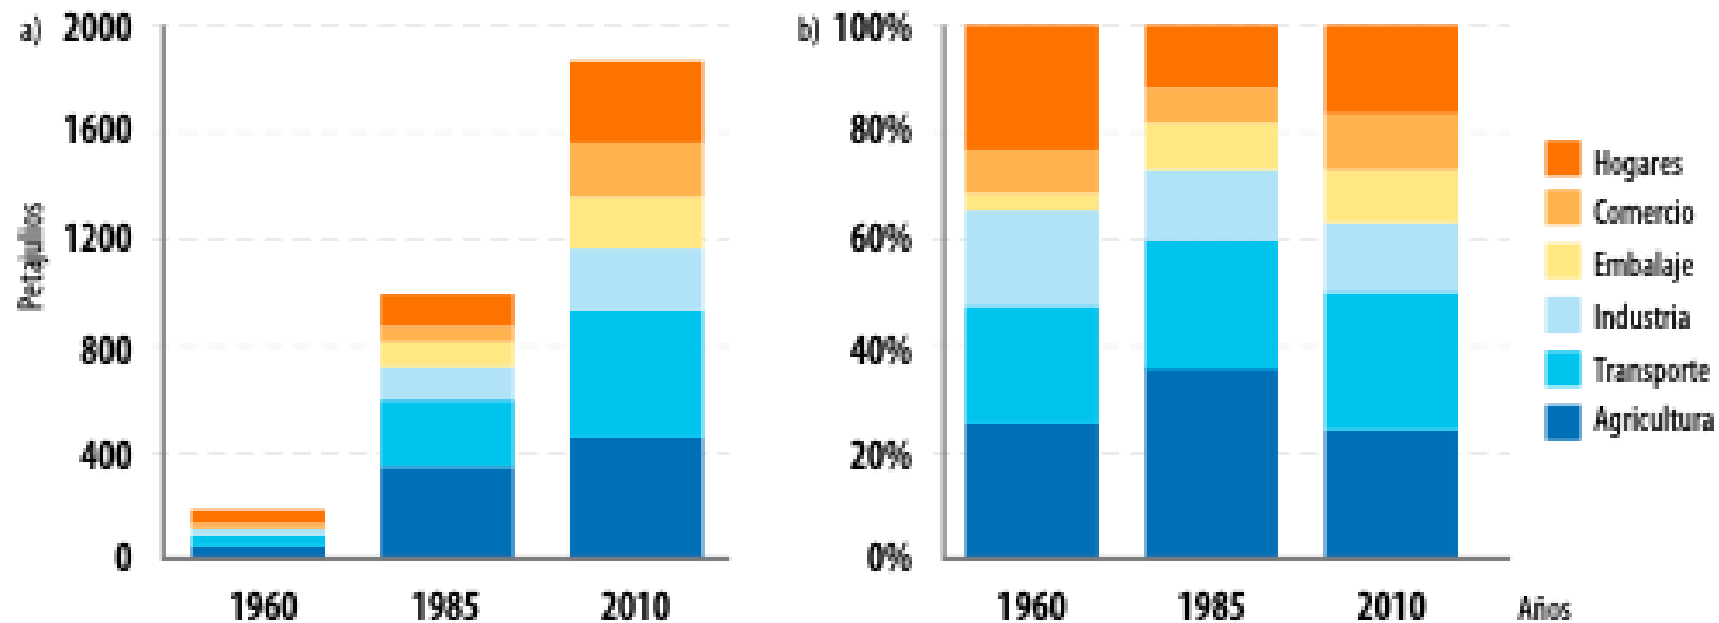 a)
2000
1600
1200
800
400
0
Petajulios
1960 1985 2010
b)
100%
80%
60%
40%
20%
0%
1960 1985 2010 Años
Hogares
Comercio
Embalaje
Industria
Transporte
Agricultura